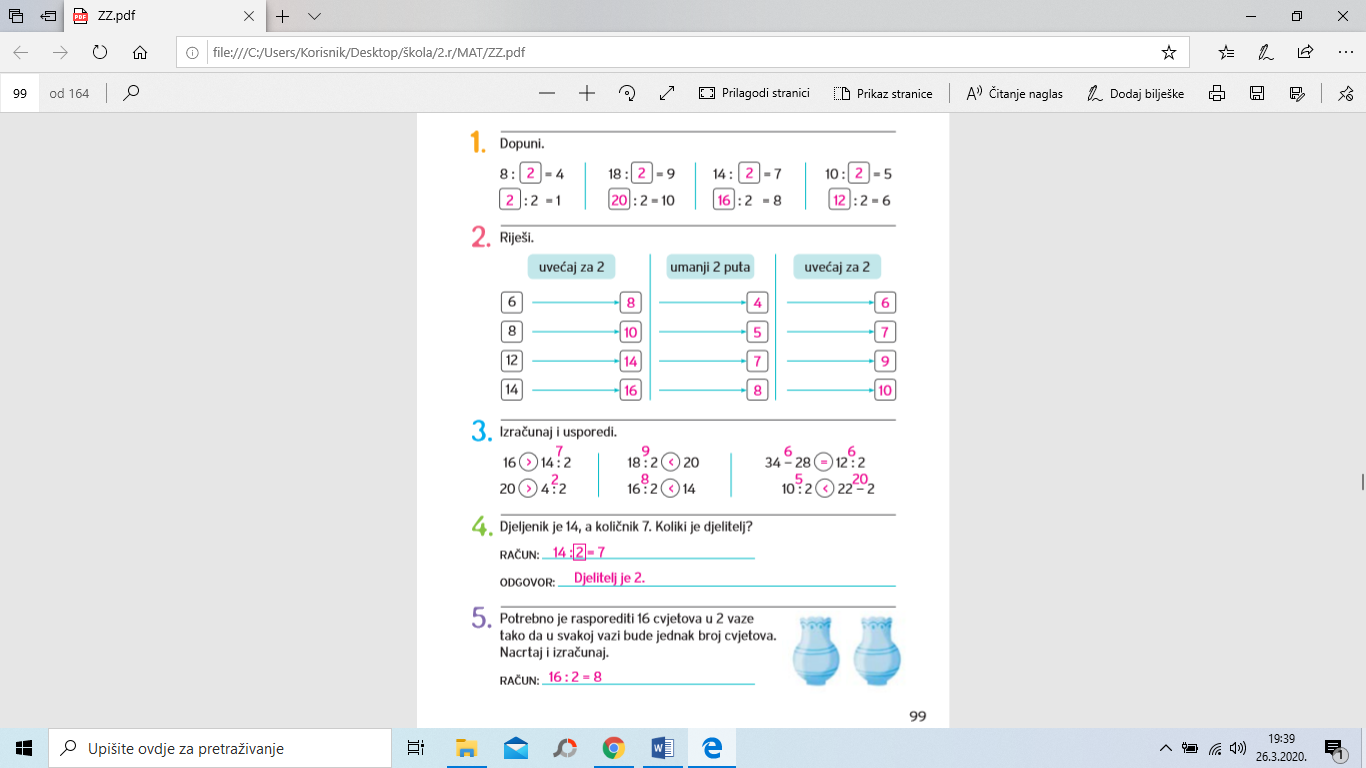 ZZ.pdf
file:///C:/Users/Korisnik/Desktop/škola/2.r/MAT/ZZ.pdf
99 od 164 Prilagodi stranici Prikaz stranice Čitanje naglas Dodaj bilješke
1. Dopuni.
8 : 2 = 4 18 : 2 = 9 14 : 2 = 7 10 : 2 = 5
2 : 2 = 1 20 : 2 = 10 16 : 2 = 8 12 : 2 = 6
2. Riješi.
uvećaj za 2 umanji 2 puta uvećaj za 2
6 8 4 6
8 10 5 7
12 14 7 9
14 16 8 10
3. Izračunaj i usporedi.
7 9 6 6
16 > 14 : 2 18 : 2 < 20 34 – 28 = 12 : 2
2 8 5 20
20 > 4 : 2 16 : 2 < 14 10 : 2 < 22 – 2
4. Djeljenik je 14, a količnik 7. Koliki je djelitelj?
RAČUN: 14 : 2 = 7
ODGOVOR: Djelitelj je 2.
5. Potrebno je rasporediti 16 cvjetova u 2 vaze
tako da u svakoj vazi bude jednak broj cvjetova.
Nacrtaj i izračunaj.
RAČUN: 16 : 2 = 8
99
Upišite ovdje za pretraživanje
19:39
26.3.2020.
1